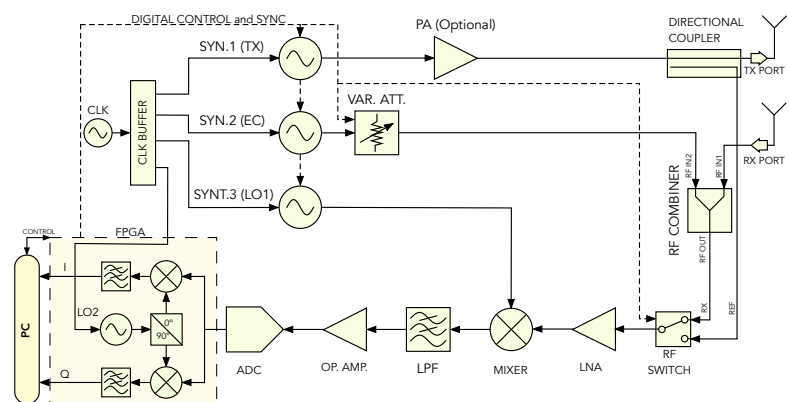 DIGITAL CONTROL and SYNC
PA (Optional)
DIRECTIONAL
COUPLER
SYN.1 (TX)
TX PORT
CLK
CLK BUFFER
VAR. ATT.
SYN.2 (EC)
RX PORT
RF IN2
RF IN1
SYNT.3 (LO1)
RF COMBINER
CONTROL
FPGA
RF OUT
I
LO2
0°
90°
RX
REF
PC
Q
ADC
OP. AMP.
LPF
MIXER
LNA
RF
SWITCH